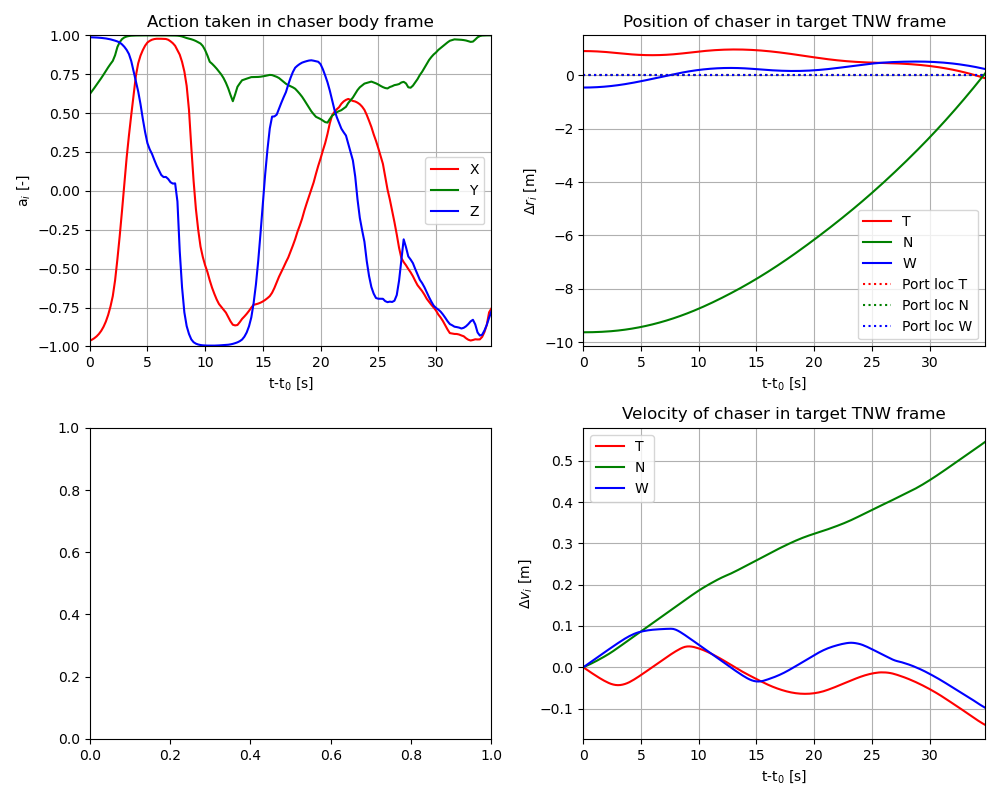 Action taken in chaser body frame
1.00
0.75
0.50
0.25
0.00
−0.25
−0.50
−0.75
−1.00
a_i [-]
X
Y
Z
0 5 10 15 20 25 30
t-t_0 [s]
Position of chaser in target TNW frame
0
−2
−4
−6
−8
−10
Δr_i [m]
T
N
W
Port loc T
Port loc N
Port loc W
0 5 10 15 20 25 30
t-t_0 [s]
1.0
0.8
0.6
0.4
0.2
0.0
0.0 0.2 0.4 0.6 0.8 1.0
Velocity of chaser in target TNW frame
0.5
0.4
0.3
0.2
0.1
0.0
−0.1
Δv_i [m]
T
N
W
0 5 10 15 20 25 30
t-t_0 [s]